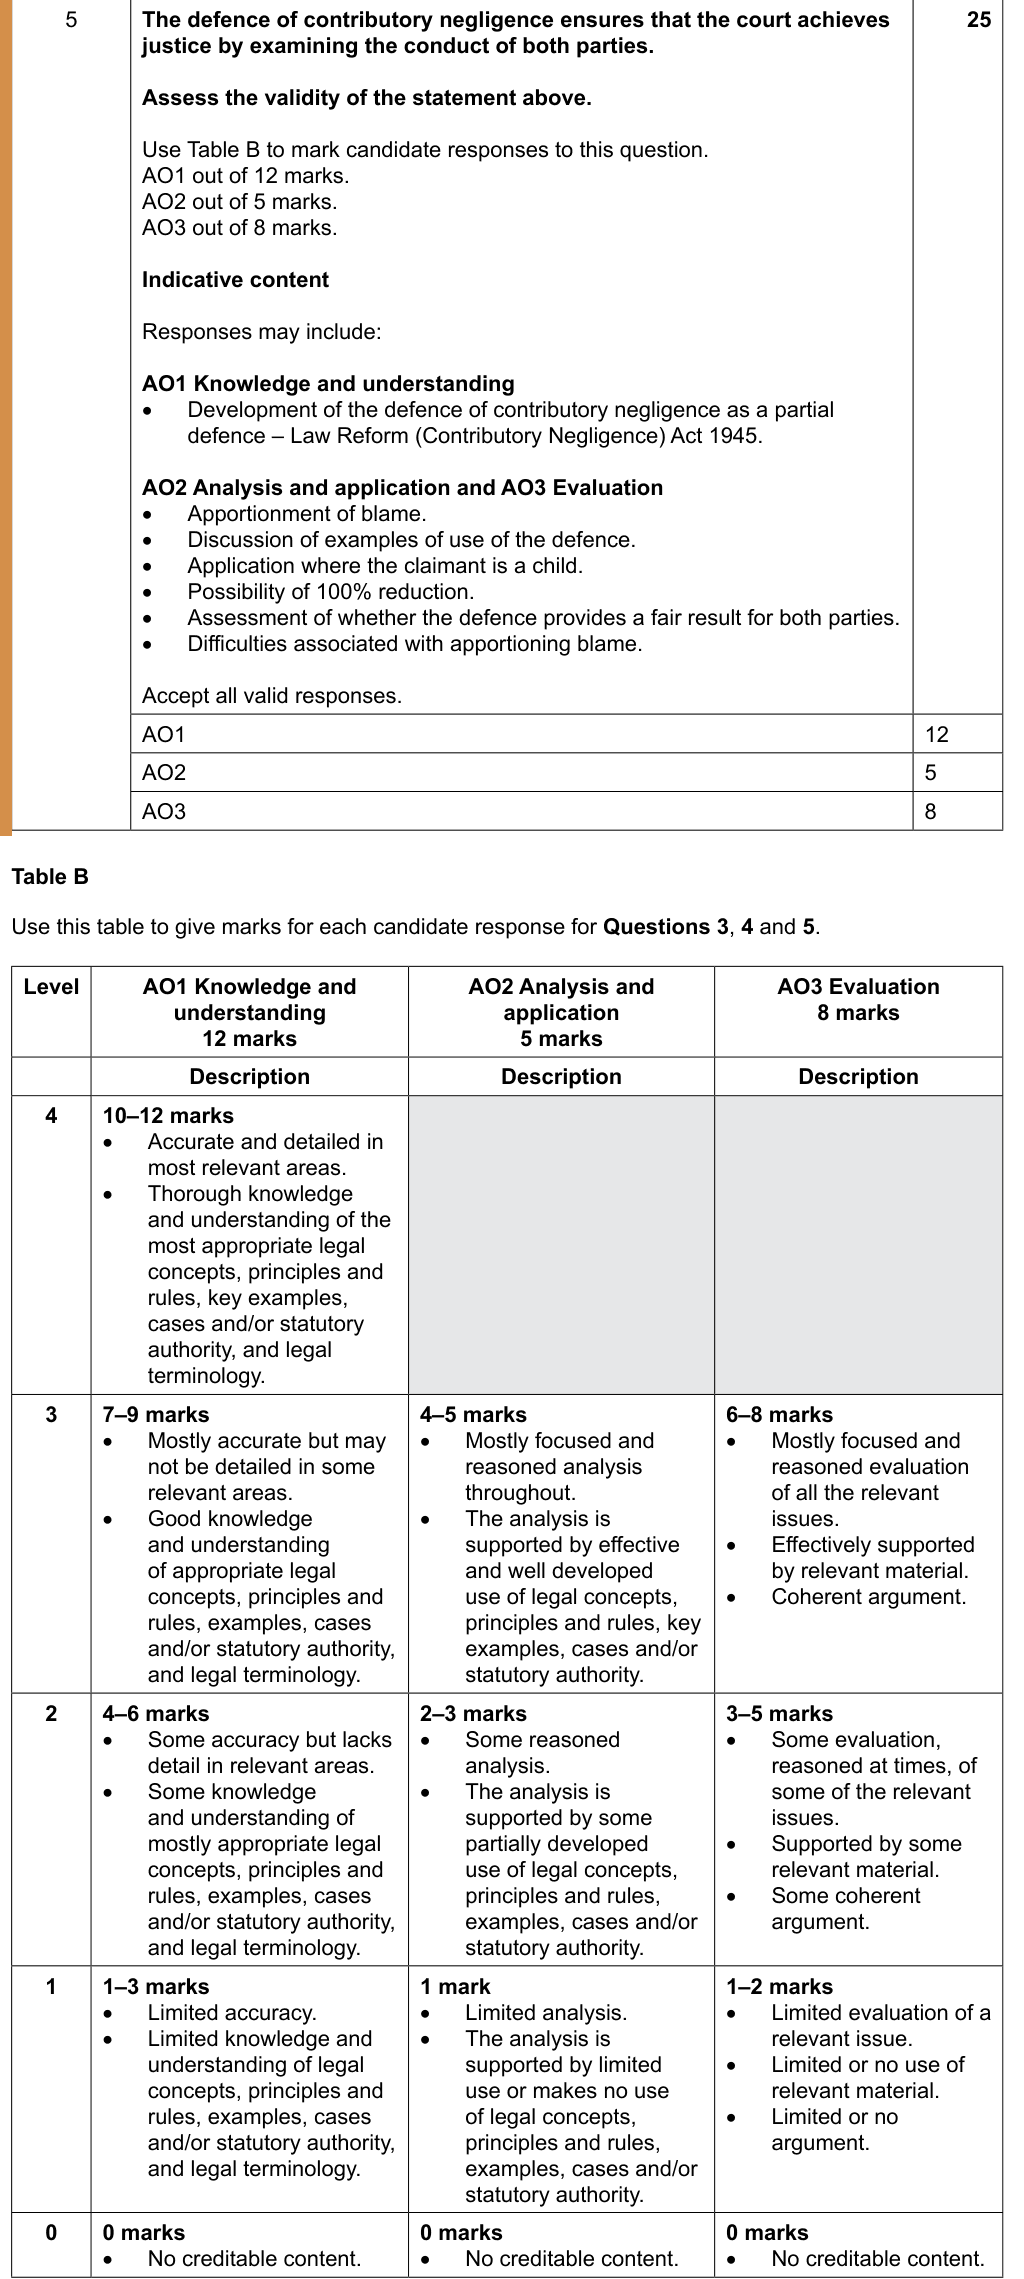 5 The defence of contributory negligence ensures that the court achieves 25
justice by examining the conduct of both parties.
Assess the validity of the statement above.
Use Table B to mark candidate responses to this question.
AO1 out of 12 marks.
AO2 out of 5 marks.
AO3 out of 8 marks.
Indicative content
Responses may include:
AO1 Knowledge and understanding
• Development of the defence of contributory negligence as a partial
defence – Law Reform (Contributory Negligence) Act 1945.
AO2 Analysis and application and AO3 Evaluation
• Apportionment of blame.
• Discussion of examples of use of the defence.
• Application where the claimant is a child.
• Possibility of 100% reduction.
• Assessment of whether the defence provides a fair result for both parties.
• Difficulties associated with apportioning blame.
Accept all valid responses.
AO1 12
AO2 5
AO3 8
Table B
Use this table to give marks for each candidate response for Questions 3, 4 and 5.
Level
AO1 Knowledge and
understanding
12 marks
AO2 Analysis and
application
5 marks
AO3 Evaluation
8 marks
Description
Description
Description
4
10–12 marks
• Accurate and detailed in
most relevant areas.
• Thorough knowledge
and understanding of the
most appropriate legal
concepts, principles and
rules, key examples,
cases and/or statutory
authority, and legal
terminology.
3
7–9 marks
• Mostly accurate but may
not be detailed in some
relevant areas.
• Good knowledge
and understanding
of appropriate legal
concepts, principles and
rules, examples, cases
and/or statutory authority,
and legal terminology.
4–5 marks
• Mostly focused and
reasoned analysis
throughout.
• The analysis is
supported by effective
and well developed
use of legal concepts,
principles and rules, key
examples, cases and/or
statutory authority.
6–8 marks
• Mostly focused and
reasoned evaluation
of all the relevant
issues.
• Effectively supported
by relevant material.
• Coherent argument.
2
4–6 marks
• Some accuracy but lacks
detail in relevant areas.
• Some knowledge
and understanding of
mostly appropriate legal
concepts, principles and
rules, examples, cases
and/or statutory authority,
and legal terminology.
2–3 marks
• Some reasoned
analysis.
• The analysis is
supported by some
partially developed
use of legal concepts,
principles and rules,
examples, cases and/or
statutory authority.
3–5 marks
• Some evaluation,
reasoned at times, of
some of the relevant
issues.
• Supported by some
relevant material.
• Some coherent
argument.
1
1–3 marks
• Limited accuracy.
• Limited knowledge and
understanding of legal
concepts, principles and
rules, examples, cases
and/or statutory authority,
and legal terminology.
1 mark
• Limited analysis.
• The analysis is
supported by limited
use or makes no use
of legal concepts,
principles and rules,
examples, cases and/or
statutory authority.
1–2 marks
• Limited evaluation of a
relevant issue.
• Limited or no use of
relevant material.
• Limited or no
argument.
0
0 marks
• No creditable content.
0 marks
• No creditable content.
0 marks
• No creditable content.